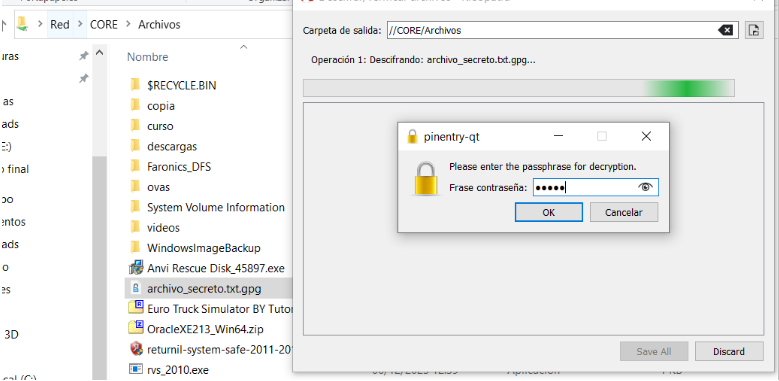 Red > CORE > Archivos
Nombre
$RECYCLE.BIN
copia
curso
descargas
Faronics_DFS
ovas
System Volume Information
videos
WindowsImageBackup
Anvi Rescue Disk_45897.exe
archivo_secreto.txt.gpg
Euro Truck Simulator BY Tutor
OracleXE213_Win64.zip
returnil-system-safe-2011-20
rvs_2010.exe
uras
as
ads
E:)
o final
entos
ads
o
es
3D
cal (C:)
Carpeta de salida: //CORE/Archivos
Operación 1: Descifrando: archivo_secreto.txt.gpg...
pinentry-qt
Please enter the passphrase for decryption.
Frase contraseña: •••••
OK Cancelar
Save All Discard